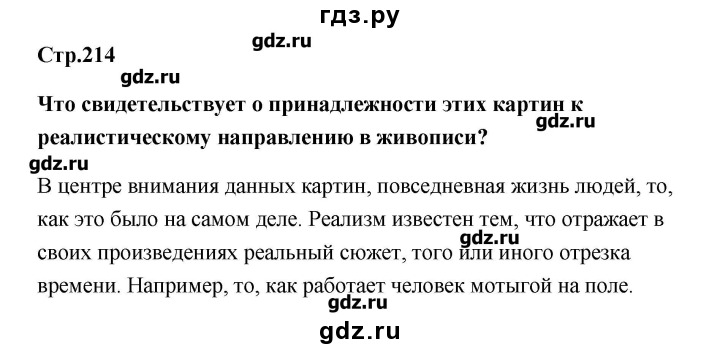 гдз.ру
Стр.214
gdz.ru
gdz.ru
Что свидетельствует о принадлежности этих картин к
реалистическому направлению в живописи?
gdz.ru
gdz.ru
В центре внимания данных картин, повседневная жизнь людей, то,
как это было на самом деле. Реализм известен тем, что отражает в
своих произведениях реальный сюжет, того или иного отрезка
gdz.ru
времени. Например, то, как работает человек мотыгой на поле.
gdz.ru
gdz.ru